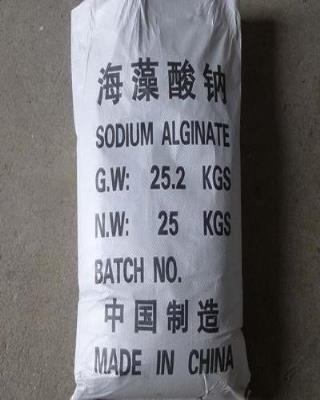 海藻酸钠
SODIUM ALGINATE
G.W: 25.2 KGS
N.W: 25 KGS
BATCH NO.
中国制造
MADE IN CHINA